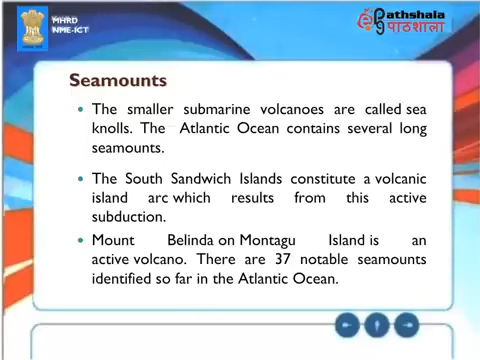 MHRD
NME-ICT
Pathshala
पाठशाला
Seamounts
• The smaller submarine volcanoes are called sea
knolls. The Atlantic Ocean contains several long
seamounts.
• The South Sandwich Islands constitute a volcanic
island arc which results from this active
subduction.
• Mount Belinda on Montagu Island is an
active volcano. There are 37 notable seamounts
identified so far in the Atlantic Ocean.